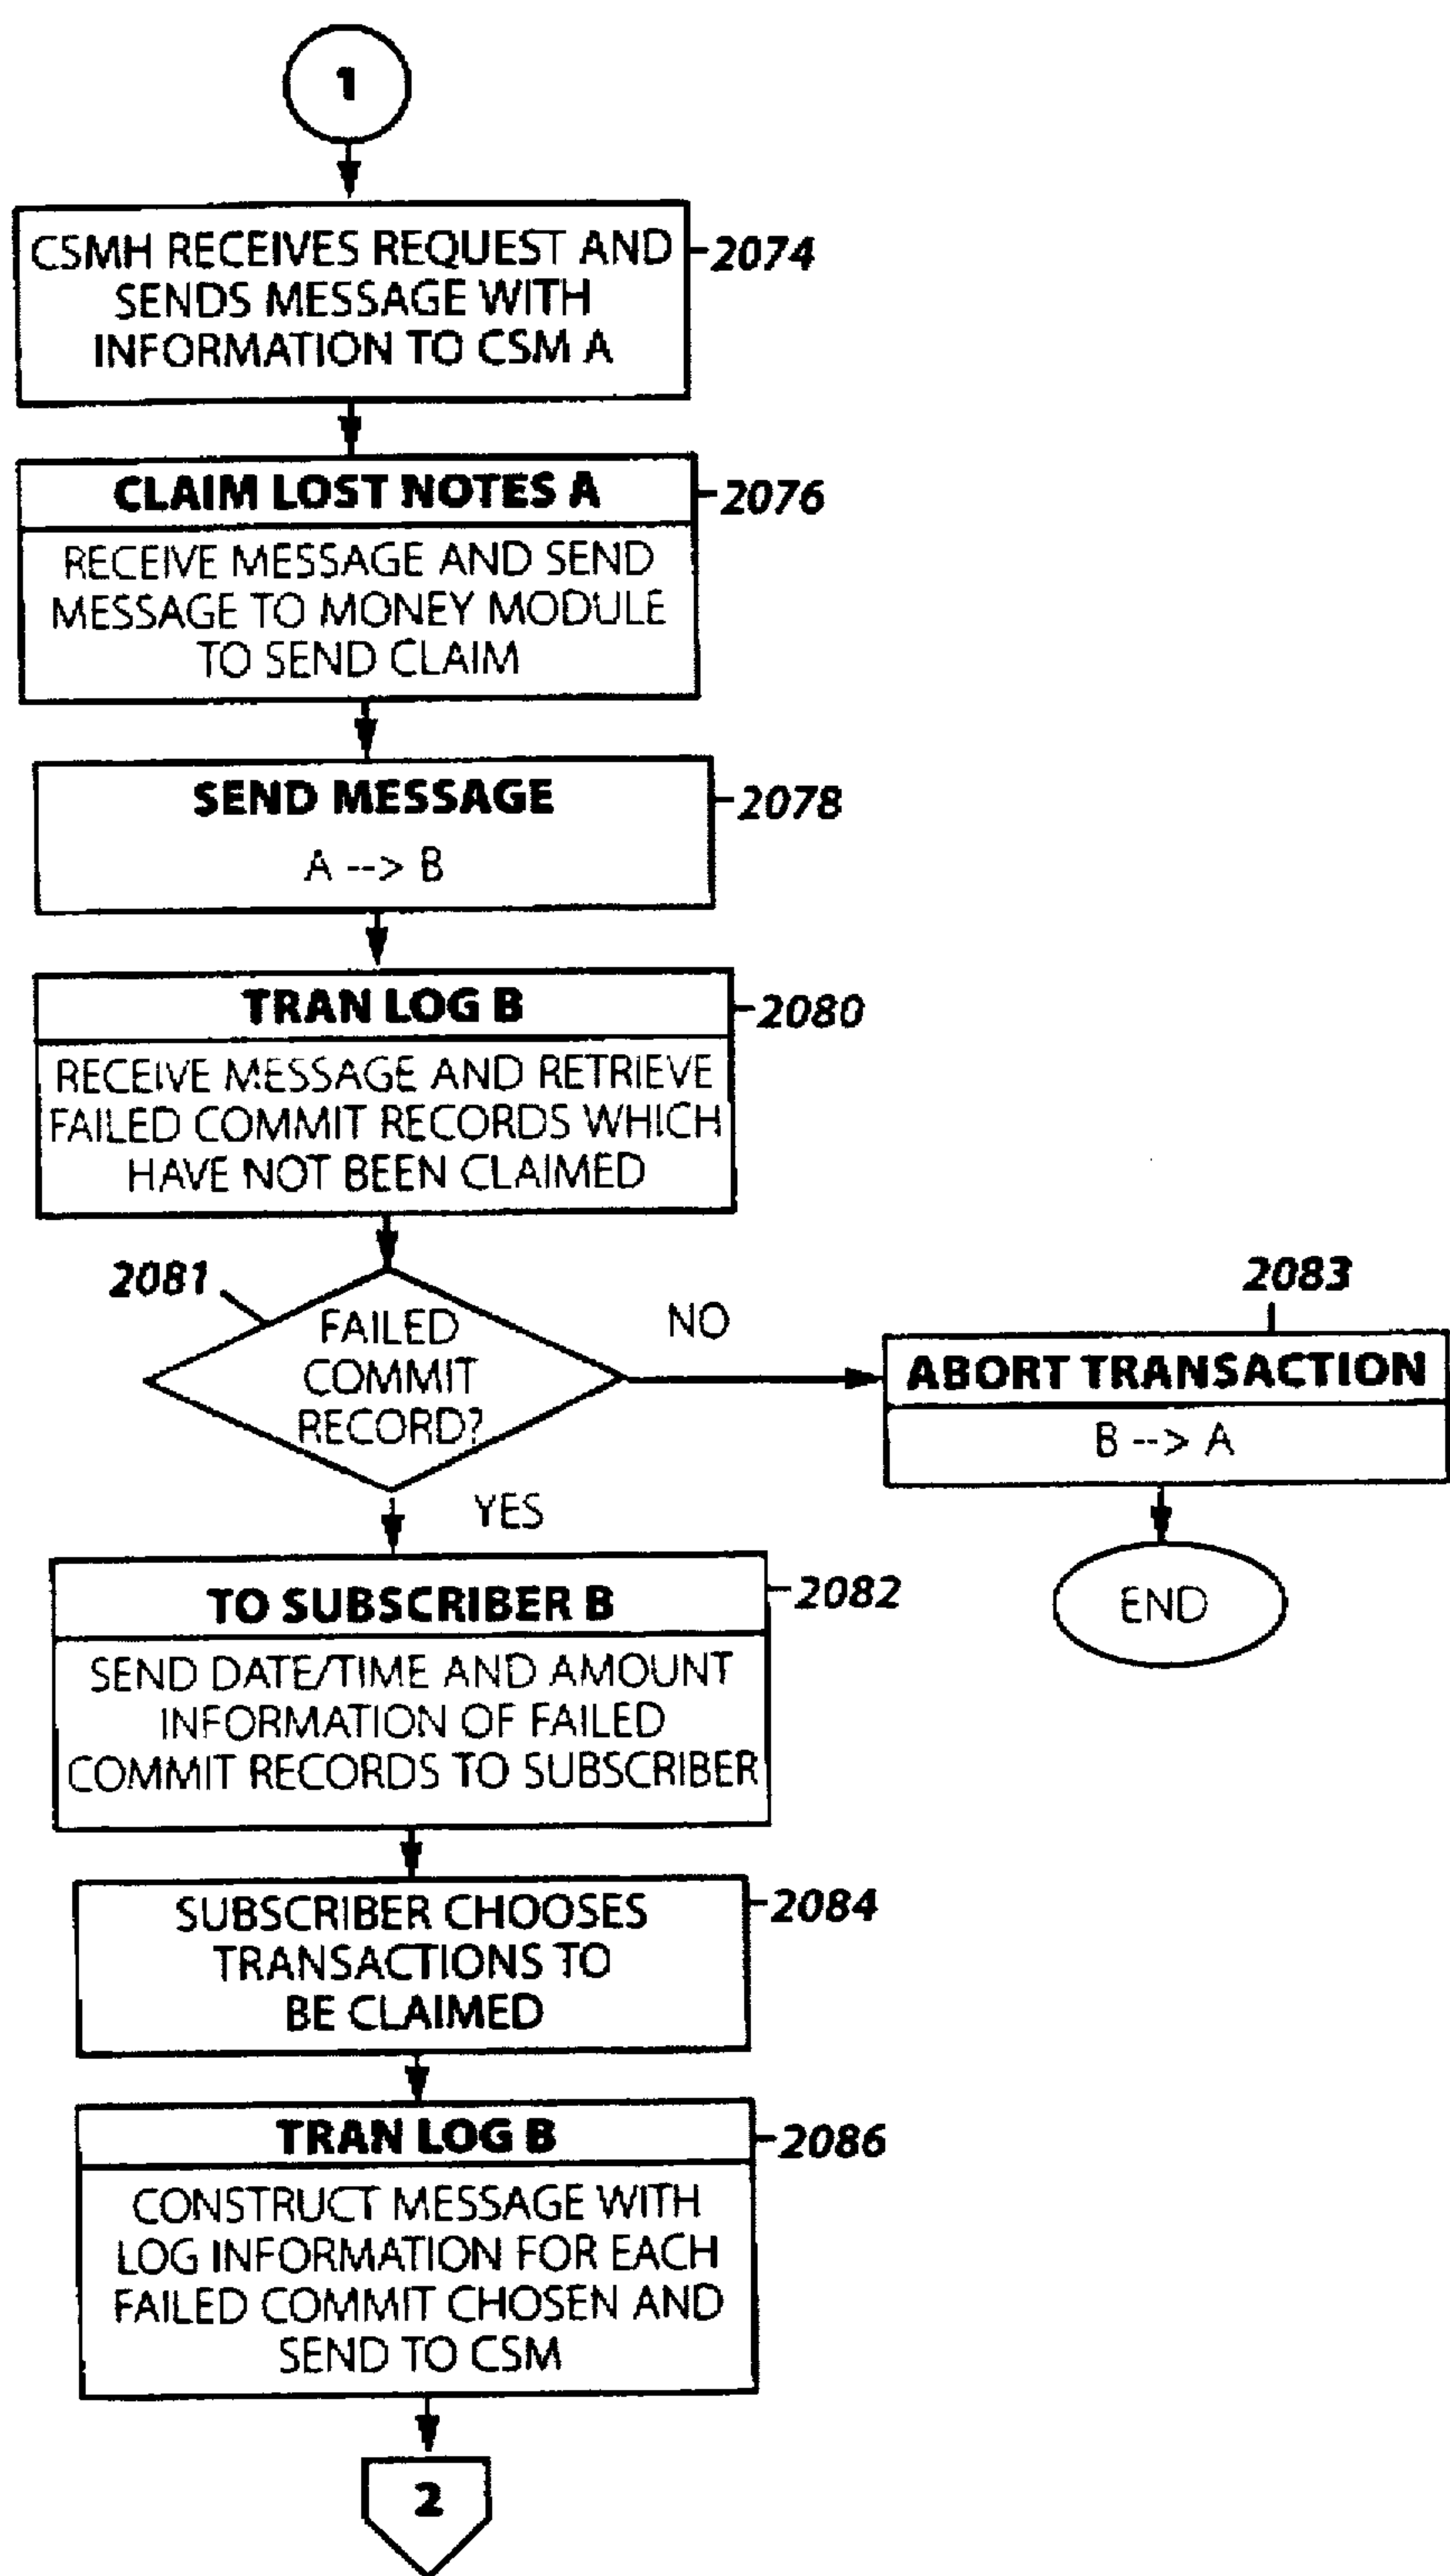 1
CSMH RECEIVES REQUEST AND
SENDS MESSAGE WITH
INFORMATION TO CSM A
2074
CLAIM LOST NOTES A
2076
RECEIVE MESSAGE AND SEND
MESSAGE TO MONEY MODULE
TO SEND CLAIM
SEND MESSAGE
2078
A --> B
TRAN LOG B
2080
RECEIVE MESSAGE AND RETRIEVE
FAILED COMMIT RECORDS WHICH
HAVE NOT BEEN CLAIMED
2081
FAILED
COMMIT
RECORD?
NO
2083
ABORT TRANSACTION
B --> A
END
YES
TO SUBSCRIBER B
2082
SEND DATE/TIME AND AMOUNT
INFORMATION OF FAILED
COMMIT RECORDS TO SUBSCRIBER
SUBSCRIBER CHOOSES
TRANSACTIONS TO
BE CLAIMED
2084
TRAN LOG B
2086
CONSTRUCT MESSAGE WITH
LOG INFORMATION FOR EACH
FAILED COMMIT CHOSEN AND
SEND TO CSM
2